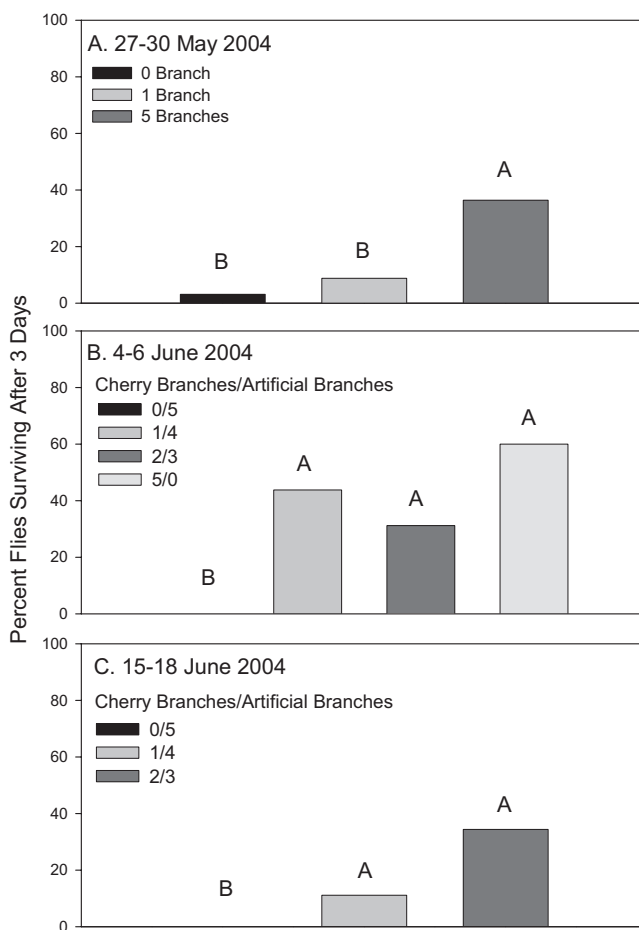 Percent Flies Surviving After 3 Days
100
80
60
40
20
0
A. 27-30 May 2004
0 Branch
1 Branch
5 Branches
B
B
A
100
80
60
40
20
0
B. 4-6 June 2004
Cherry Branches/Artificial Branches
0/5
1/4
2/3
5/0
B
A
A
A
100
80
60
40
20
0
C. 15-18 June 2004
Cherry Branches/Artificial Branches
0/5
1/4
2/3
B
A
A